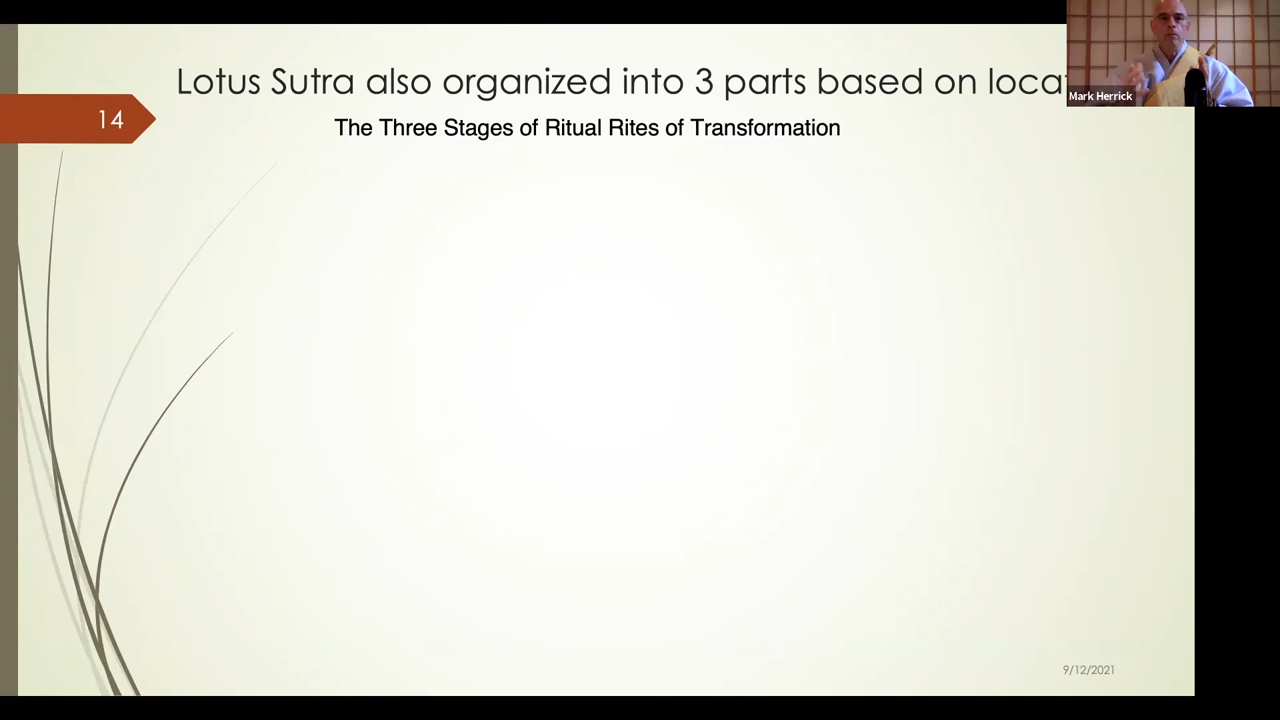 Lotus Sutra also organized into 3 parts based on loca
Mark Herrick
14
The Three Stages of Ritual Rites of Transformation
9/12/2021